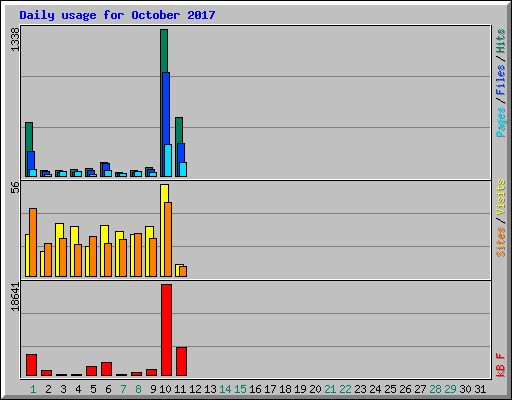 Daily usage for October 2017
1338
Pages / Files / Hits
56
Sites / Visits
18641
kB F
1 2 3 4 5 6 7 8 9 10 11 12 13 14 15 16 17 18 19 20 21 22 23 24 25 26 27 28 29 30 31